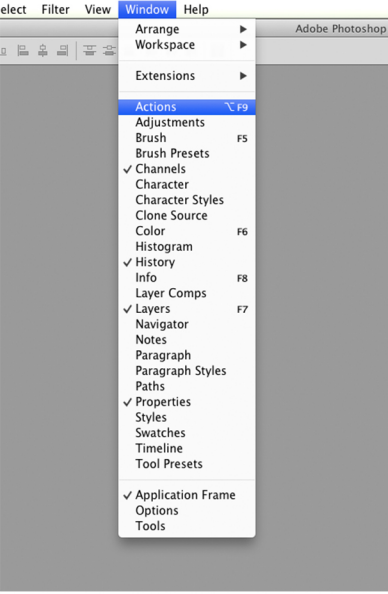 elect Filter View Window Help
Adobe Photoshop
Arrange
Workspace
Extensions
Actions ⌥F9
Adjustments
Brush F5
Brush Presets
Channels
Character
Character Styles
Clone Source
Color F6
Histogram
History
Info F8
Layer Comps
Layers F7
Navigator
Notes
Paragraph
Paragraph Styles
Paths
Properties
Styles
Swatches
Timeline
Tool Presets
Application Frame
Options
Tools